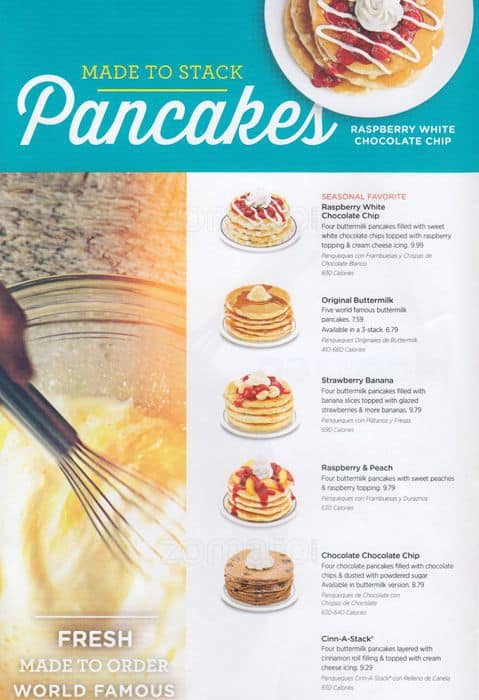 MADE TO STACK
Pancakes
RASPBERRY WHITE
CHOCOLATE CHIP
SEASONAL FAVORITE
Raspberry White
Chocolate Chip
Four buttermilk pancakes filled with sweet
white chocolate chips topped with raspberry
topping & cream cheese icing. 9.99
Panqueques con Frambuesas y Crispas de
Chocolate Blanco
630 Calories
Original Buttermilk
Five world famous buttermilk
pancakes. 7.59
Available in a 3-stack. 6.79
Panqueques Originales de Buttermilk
410-660 Calories
Strawberry Banana
Four buttermilk pancakes filled with
banana slices topped with glazed
strawberries & more bananas. 9.79
Panqueques con Plátanos y Fresas
690 Calories
Raspberry & Peach
Four buttermilk pancakes with sweet peaches
& raspberry topping. 9.79
Panqueques con Frambuesas y Duraznos
630 Calories
Chocolate Chocolate Chip
Four chocolate pancakes filled with chocolate
chips & dusted with powdered sugar
Available in buttermilk version. 8.79
Panqueques de Chocolate con
Chispas de Chocolate
630-640 Calories
Cinn-A-Stack®
Four buttermilk pancakes layered with
cinnamon roll filling & topped with cream
cheese icing. 9.29
Panqueques Cinn-A-Stack® con Relleno de Canela
810 Calories
FRESH
MADE TO ORDER
WORLD FAMOUS
zomato